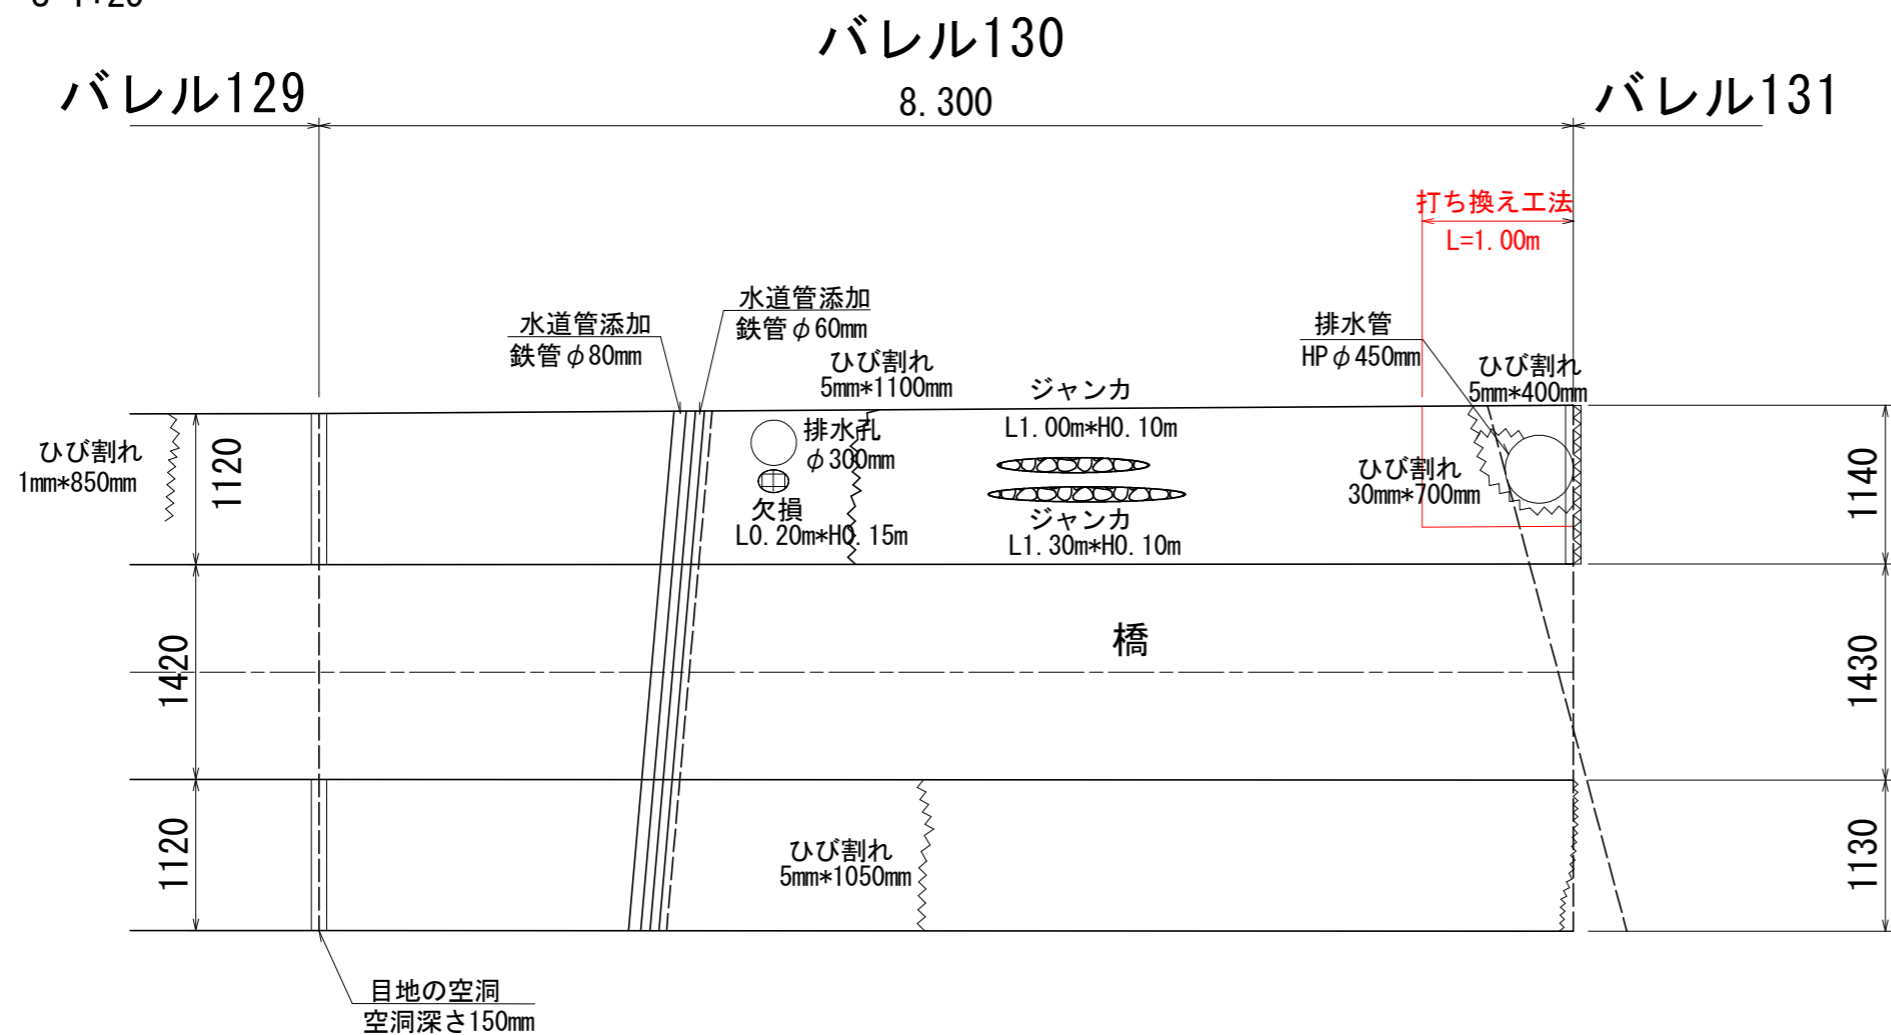 バレル130
バレル129
8.300
バレル131
打ち換え工法
L=1.00m
水道管添加
鉄管φ60mm
水道管添加
鉄管φ80mm
排水管
HPφ450mm
ひび割れ
5mm*1100mm
ジャンカ
L1.00m*H0.10m
ひび割れ
5mm*400mm
ひび割れ
1mm*850mm
1120
排水孔
φ300mm
欠損
L0.20m*H0.15m
ジャンカ
L1.30m*H0.10m
ひび割れ
30mm*700mm
1140
1420
橋
1430
1120
ひび割れ
5mm*1050mm
1130
目地の空洞
空洞深さ150mm